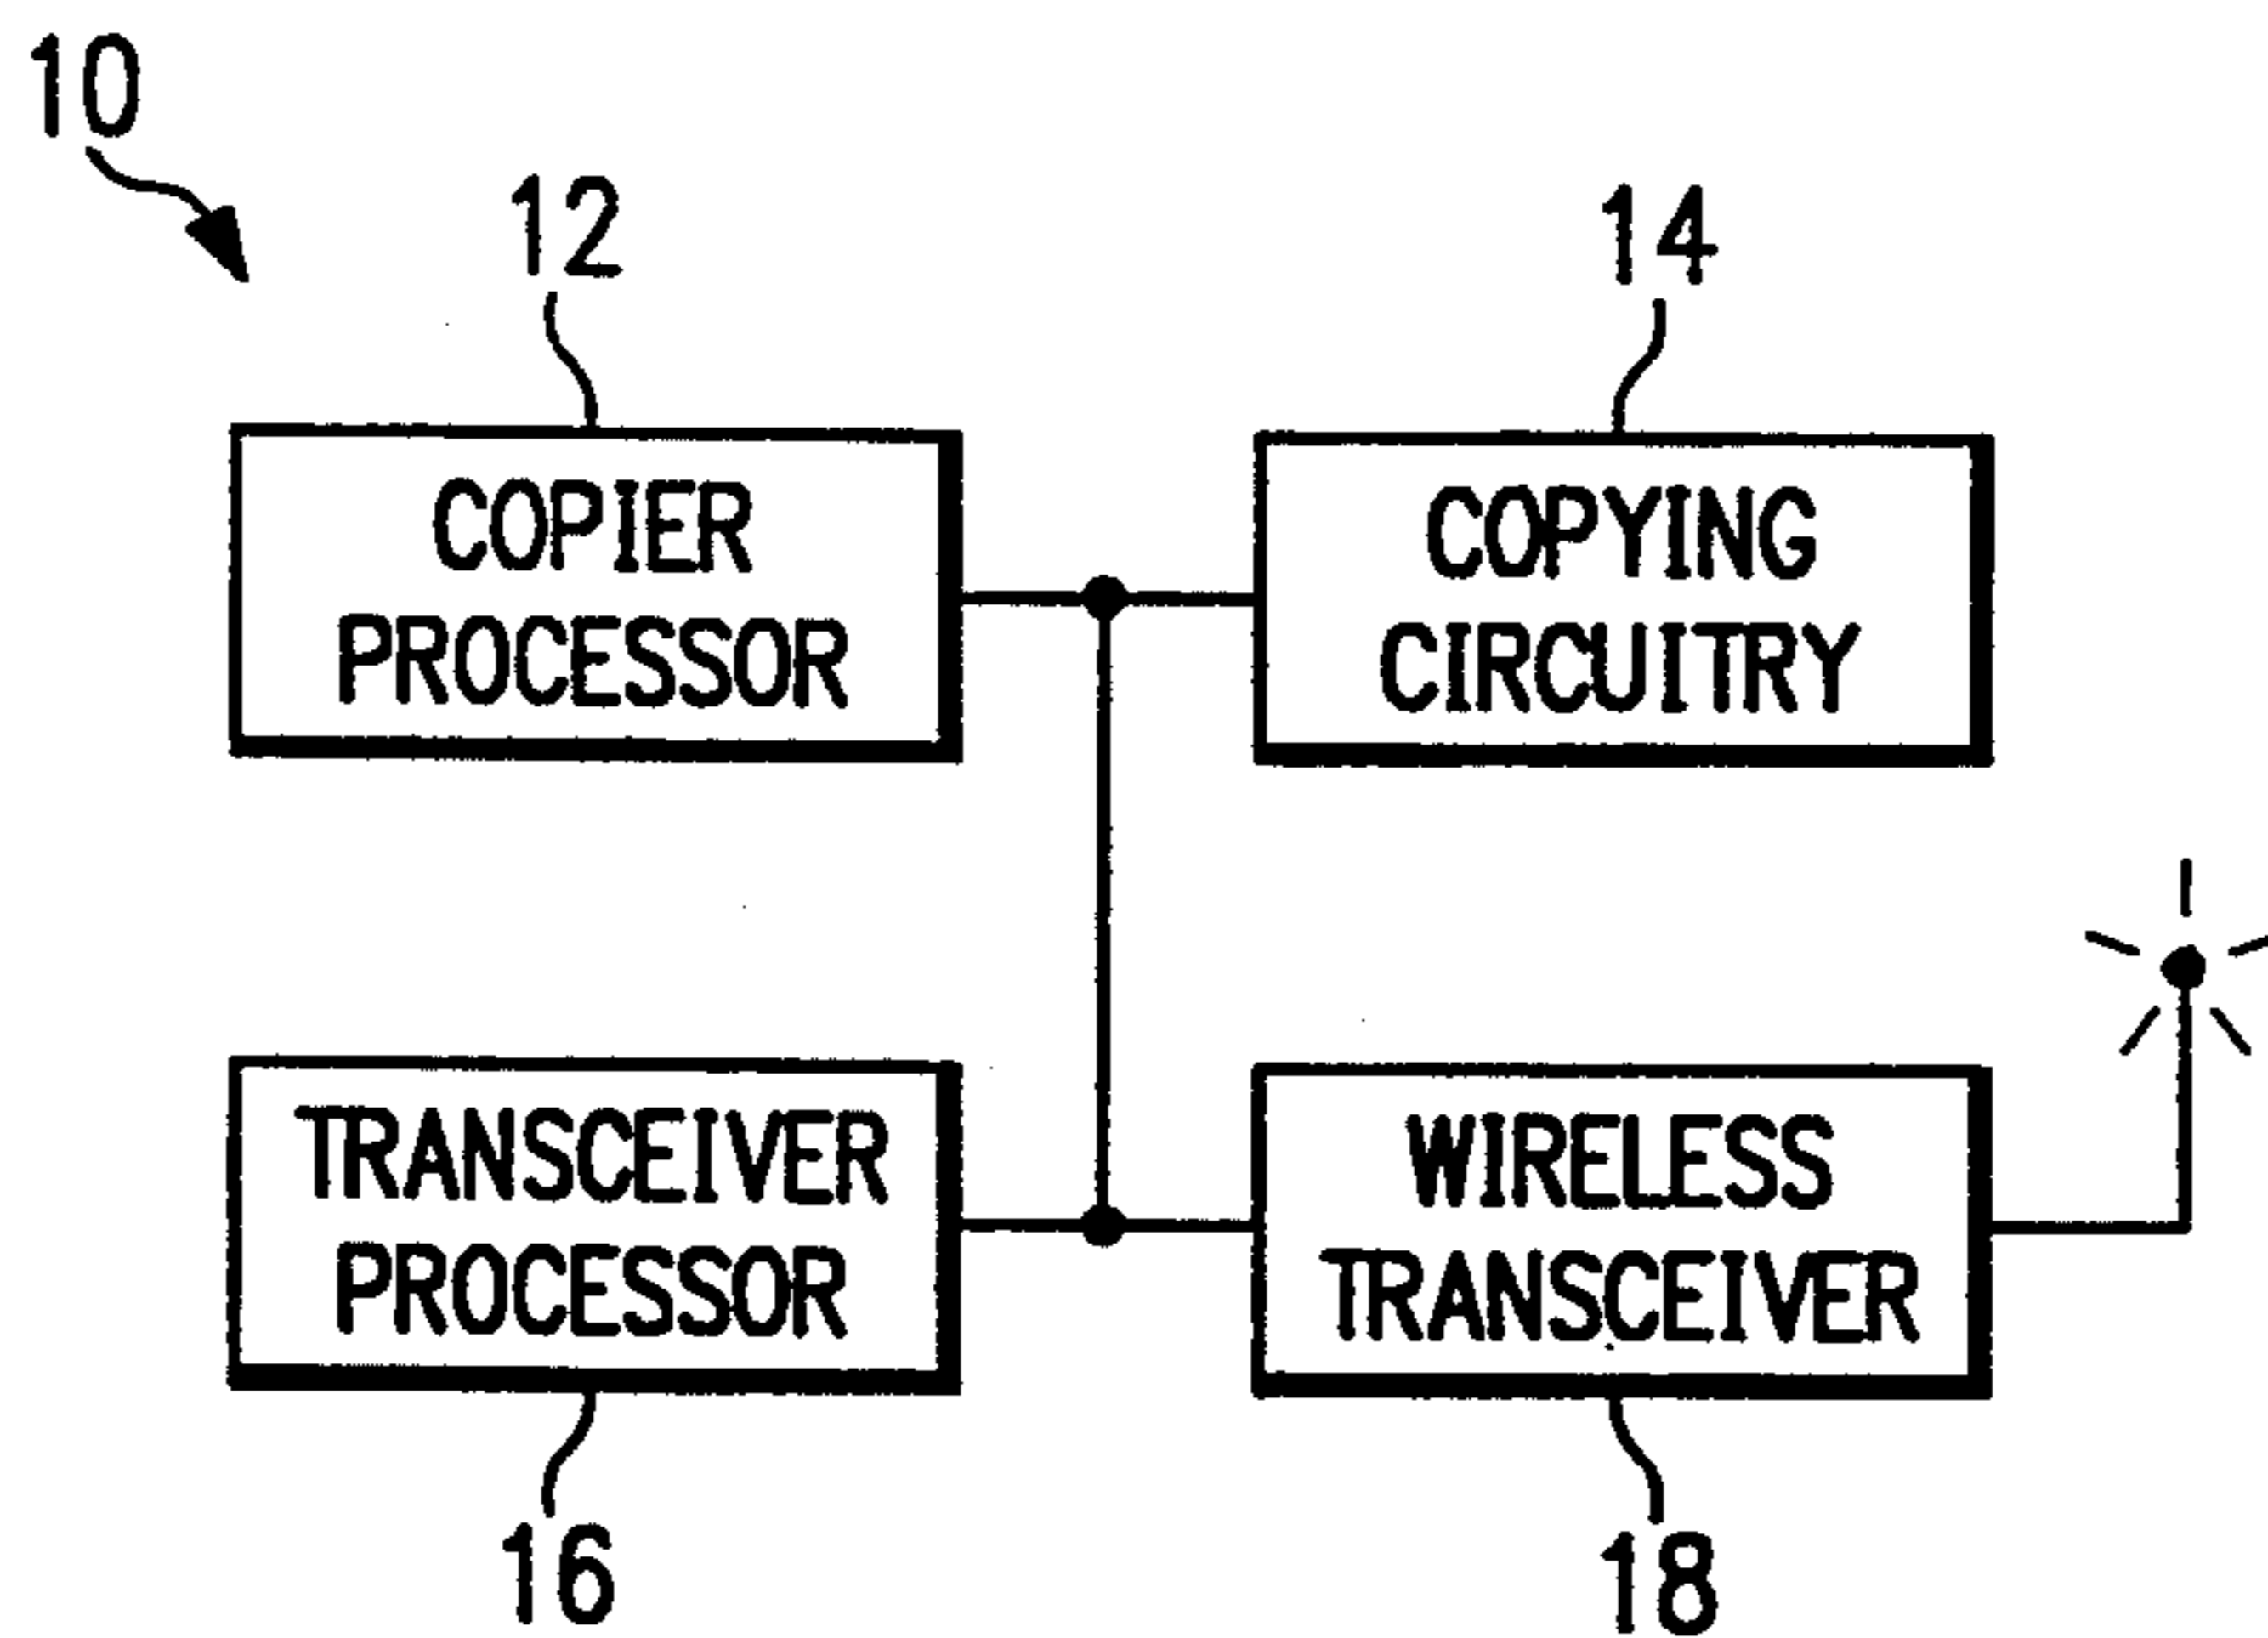 10
12
14
COPIER
PROCESSOR
COPYING
CIRCUITRY
TRANSCEIVER
PROCESSOR
WIRELESS
TRANSCEIVER
16
18